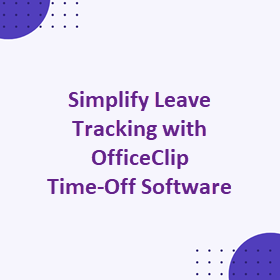 Simplify Leave
Tracking with
OfficeClip
Time-Off Software